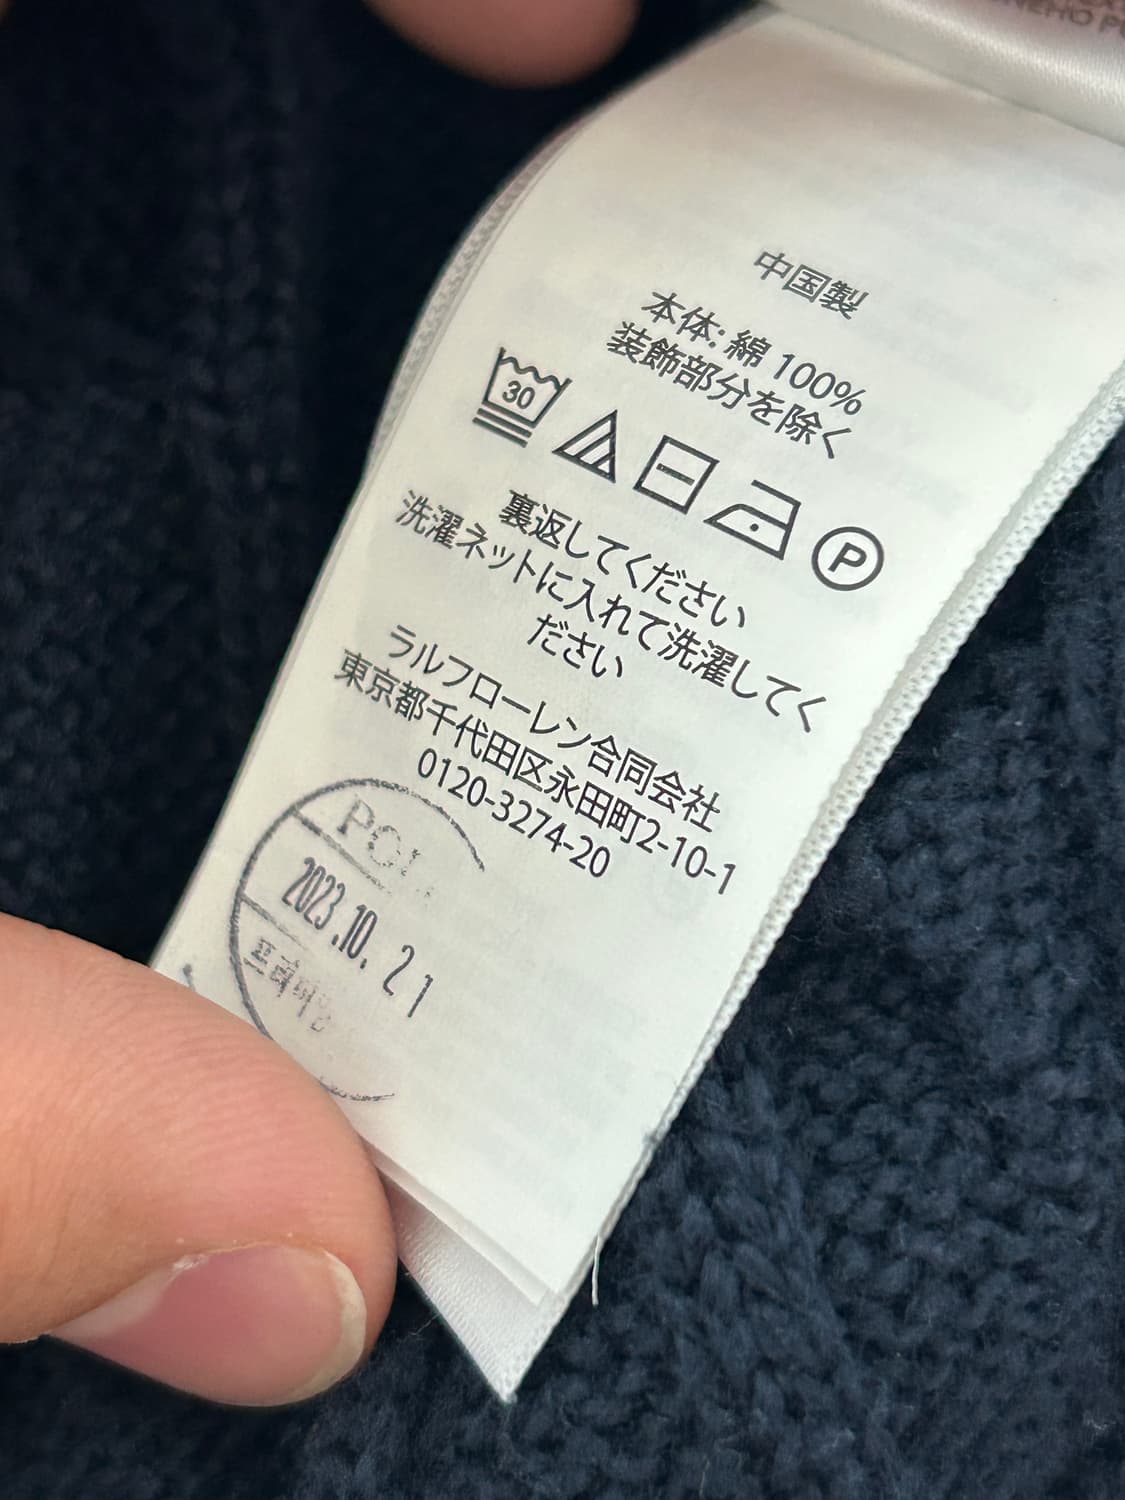 中国製
本体: 綿 100%
装飾部分を除く
30
P
裏返してください
洗濯ネットに入れて洗濯してく
ださい
ラルフローレン合同会社
東京都千代田区永田町2-10-1
0120-3274-20
2023.10.21